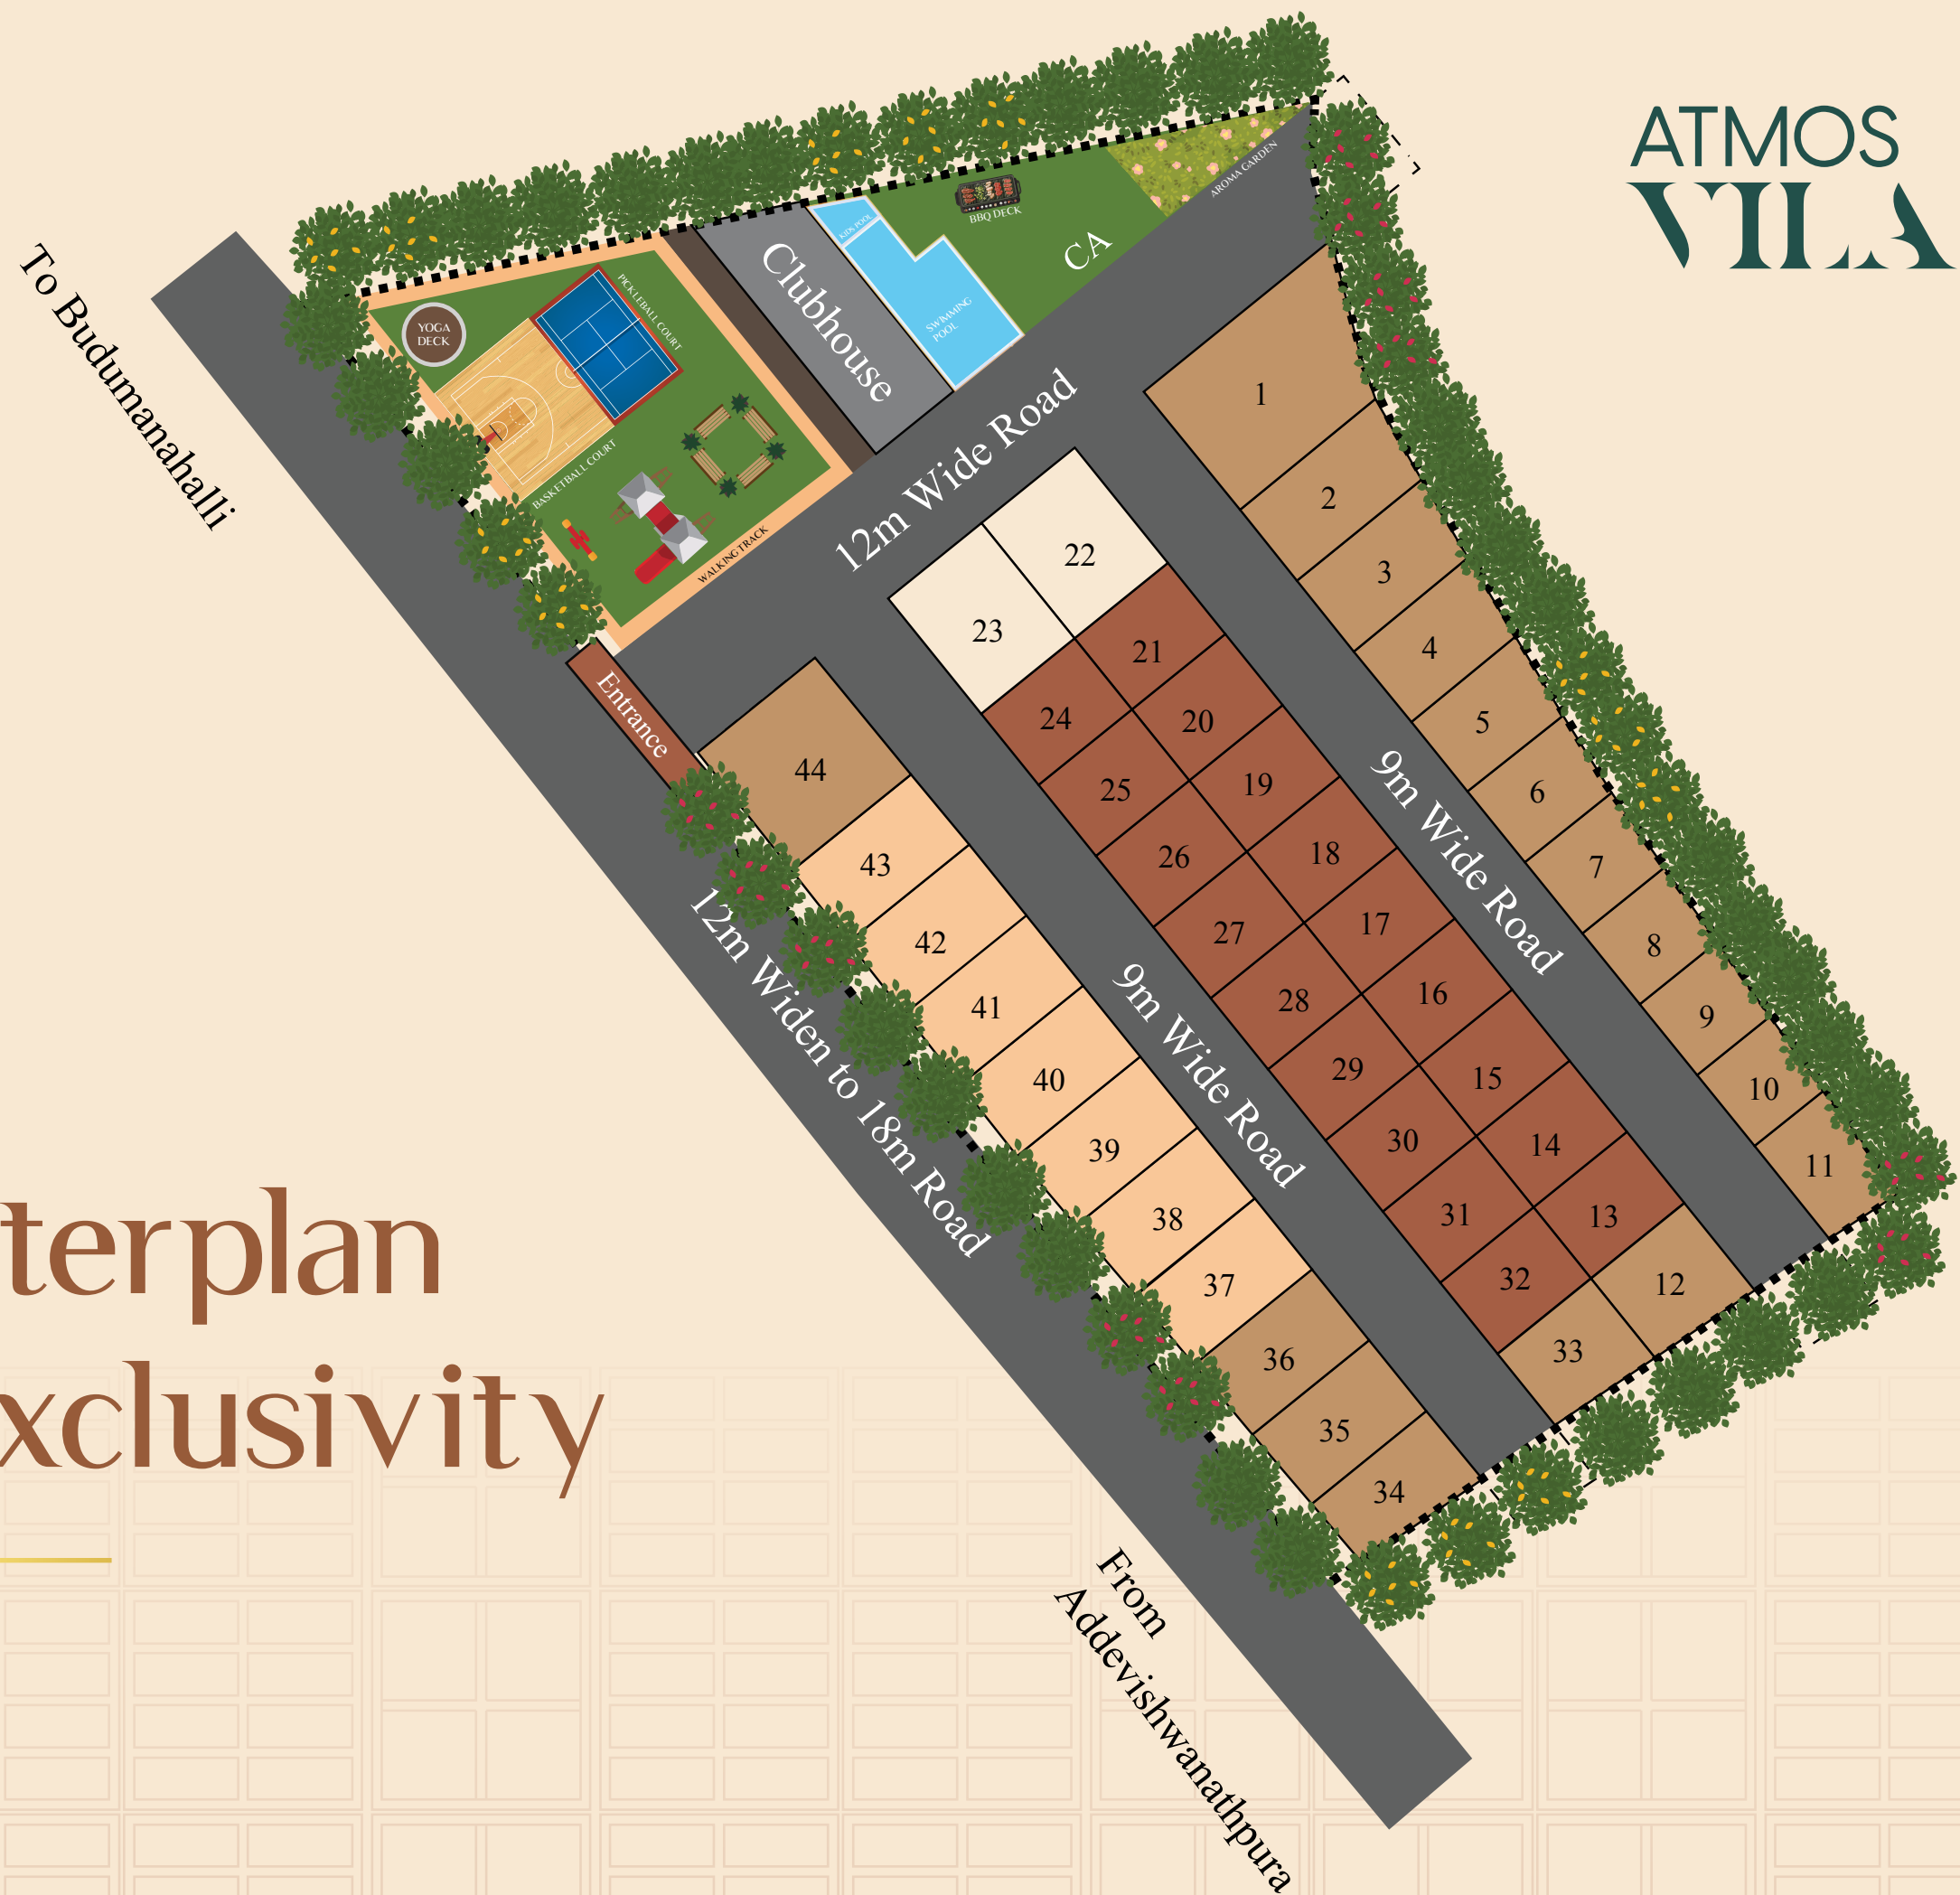 ATMOS
VILA
To Budumanahalli
YOGA
DECK
PICKLEBALL COURT
BASKETBALL COURT
WALKING TRACK
Clubhouse
KIDS POOL
SWIMMING
POOL
BBQ DECK
CA
AROMA GARDEN
12m Wide Road
Entrance
1
2
3
4
5
6
7
8
9
10
11
9m Wide Road
22
23
21
24
20
25
19
26
18
27
17
28
16
29
15
30
14
31
13
32
12
33
9m Wide Road
44
43
42
41
40
39
38
37
36
35
34
12m Widen to 18m Road
From
Addevishwanathpura
terplan
xclusivity